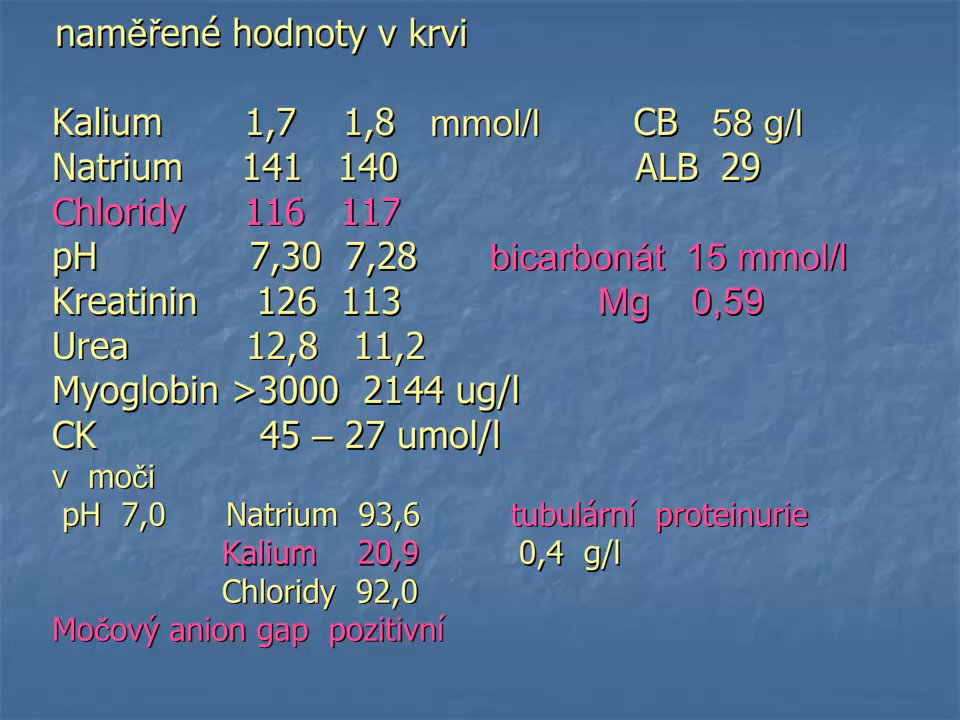 naměřené hodnoty v krvi
Kalium 1,7 1,8 mmol/l CB 58 g/l
Natrium 141 140 ALB 29
Chloridy 116 117
pH 7,30 7,28 bicarbonát 15 mmol/l
Kreatinin 126 113 Mg 0,59
Urea 12,8 11,2
Myoglobin >3000 2144 ug/l
CK 45 – 27 umol/l
v moči
pH 7,0 Natrium 93,6 tubulární proteinurie
Kalium 20,9 0,4 g/l
Chloridy 92,0
Močový anion gap pozitivní